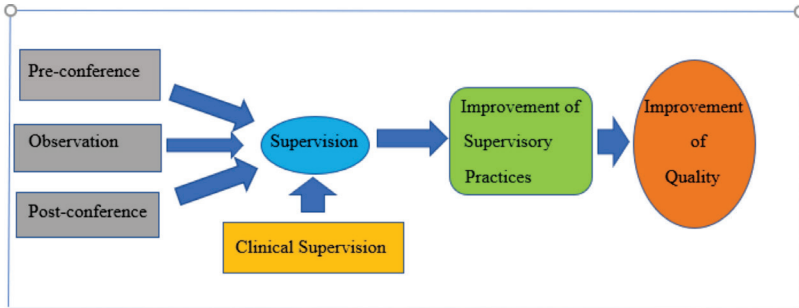 Pre-conference
Observation
Post-conference
Supervision
Clinical Supervision
Improvement of
Supervisory
Practices
Improvement
of
Quality